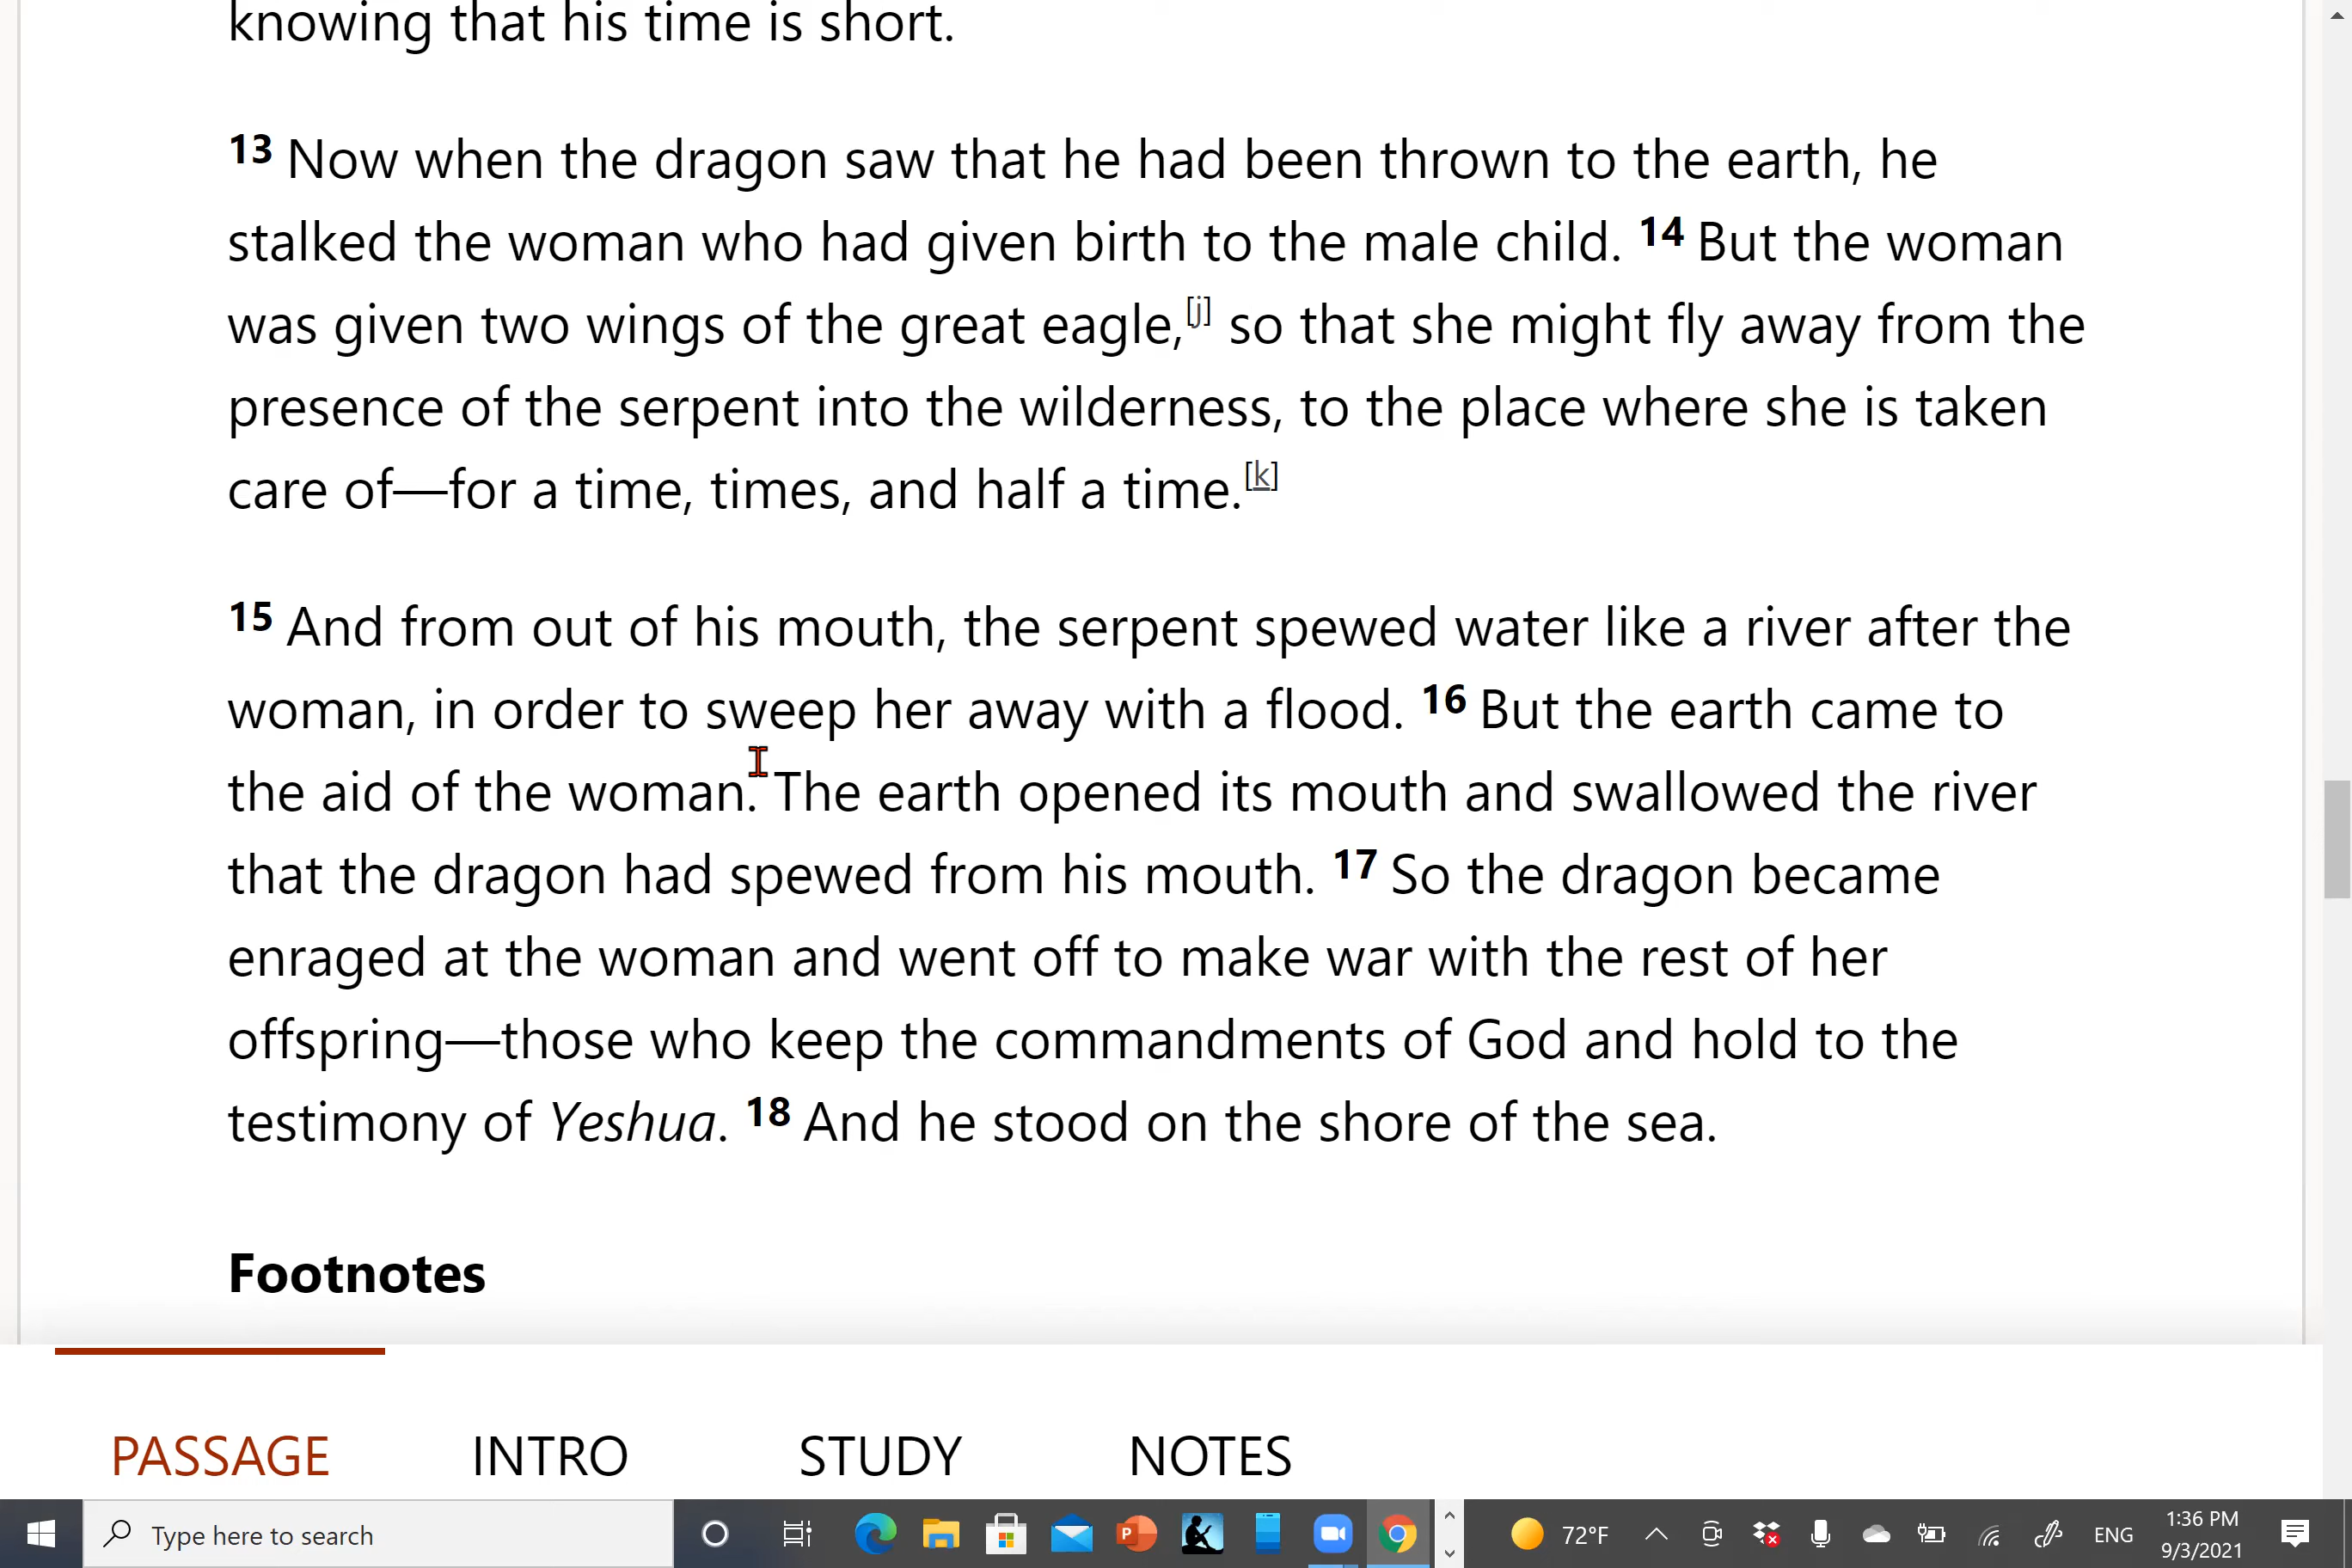 knowing that his time is short.
13 Now when the dragon saw that he had been thrown to the earth, he
stalked the woman who had given birth to the male child. 14 But the woman
was given two wings of the great eagle,[j] so that she might fly away from the
presence of the serpent into the wilderness, to the place where she is taken
care of—for a time, times, and half a time.[k]
15 And from out of his mouth, the serpent spewed water like a river after the
woman, in order to sweep her away with a flood. 16 But the earth came to
the aid of the woman. The earth opened its mouth and swallowed the river
that the dragon had spewed from his mouth. 17 So the dragon became
enraged at the woman and went off to make war with the rest of her
offspring—those who keep the commandments of God and hold to the
testimony of Yeshua. 18 And he stood on the shore of the sea.
Footnotes
PASSAGE INTRO STUDY NOTES
Type here to search P 72°F ENG 1:36 PM
9/3/2021